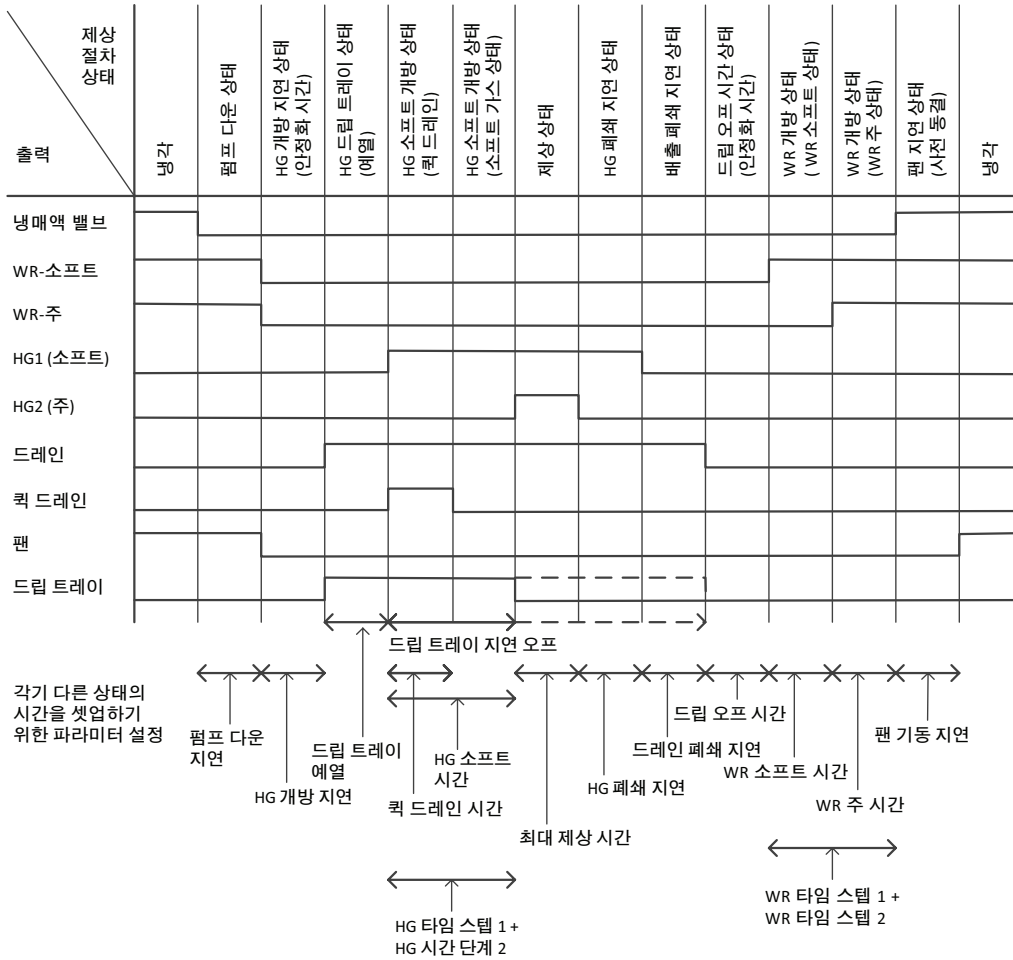 제상
절차
상태
출력
냉각
펌프 다운 상태
HG 개방 지연 상태
(안정화 시간)
HG 드립 트레이 상태
(예열)
HG 소프트 개방 상태
(퀵 드레인)
HG 소프트 개방 상태
(소프트 가스 상태)
제상 상태
HG 폐쇄 지연 상태
배출 폐쇄 지연 상태
드립 오프 시간 상태
(안정화 시간)
WR 개방 상태
( WR 소프트 상태)
WR 개방 상태
(WR 주 상태)
팬 지연 상태
(사전 동결)
냉각
냉매액 밸브
WR-소프트
WR-주
HG1 (소프트)
HG2 (주)
드레인
퀵 드레인
팬
드립 트레이
드립 트레이 지연 오프
각기 다른 상태의
시간을 셋업하기
위한 파라미터 설정
펌프 다운
지연
HG 개방 지연
드립 트레이
예열
HG 소프트
시간
퀵 드레인 시간
최대 제상 시간
HG 폐쇄 지연
드레인 폐쇄 지연
드립 오프 시간
WR 소프트 시간
WR 주 시간
팬 기동 지연
HG 타임 스텝 1 +
HG 시간 단계 2
WR 타임 스텝 1 +
WR 타임 스텝 2